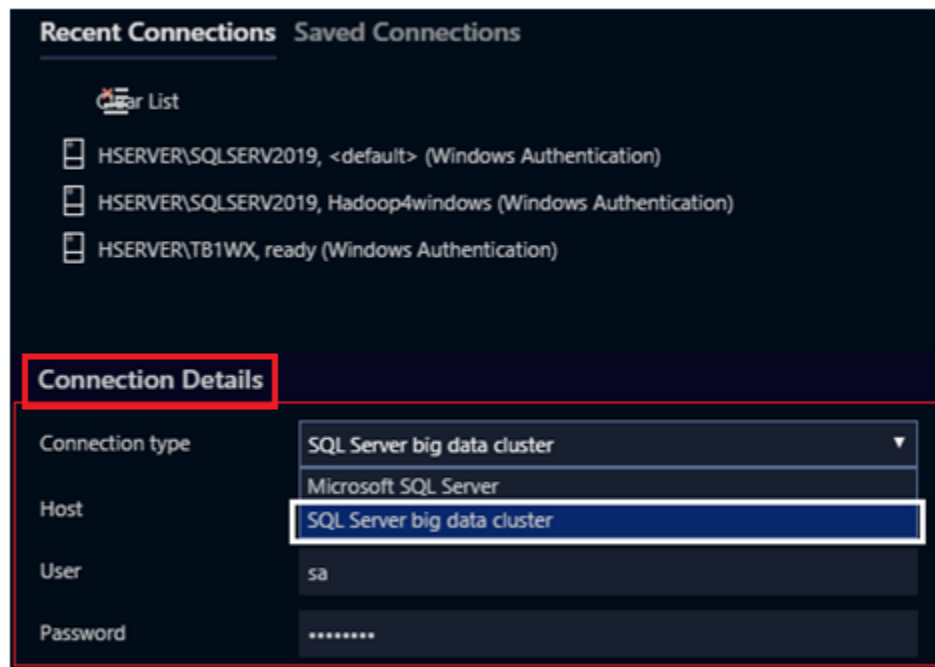 Recent Connections Saved Connections
Clear List
HSERVER\SQLSERV2019, <default> (Windows Authentication)
HSERVER\SQLSERV2019, Hadoop4windows (Windows Authentication)
HSERVER\TB1WX, ready (Windows Authentication)
Connection Details
Connection type SQL Server big data cluster
Microsoft SQL Server
Host
SQL Server big data cluster
User sa
Password ••••••••